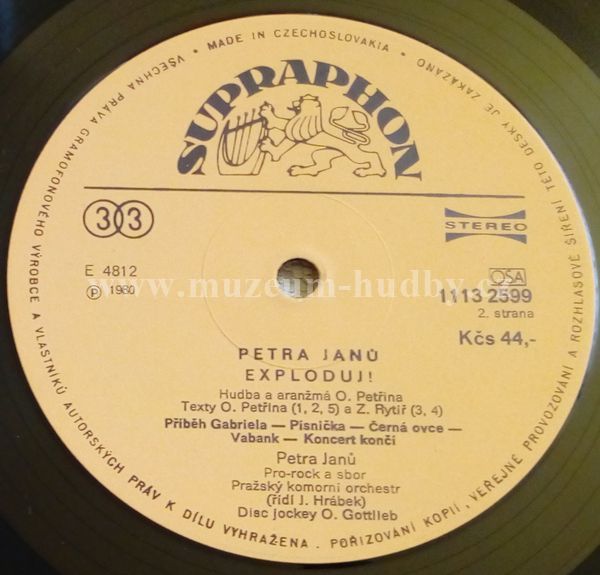 VŠECHNA PRÁVA GRAMOFONOVÉHO VÝROBCE A VLASTNÍKŮ AUTORSKÝCH PRÁV K DÍLU VYHRAŽENA. POŘIZOVÁNÍ KOPIÍ, VEŘEJNÉ PROVOZOVÁNÍ A ROZHLASOVÉ ŠÍŘENÍ TÉTO DESKY JE ZAKÁZÁNO
• MADE IN CZECHOSLOVAKIA •
SUPRAPHON
33
STEREO
E 4812
℗ 1980
www.muzeum-hudby.cz
OSA
1113 2599
2. strana
Kčs 44,-
PETRA JANŮ
EXPLODUJ!
Hudba a aranžmá O. Petřina
Texty O. Petřina (1, 2, 5) a Z. Rytíř (3, 4)
Příběh Gabriela — Písnička — Černá ovce —
Vabank — Koncert končí
Petra Janů
Pro-rock a sbor
Pražský komorní orchestr
(řídí J. Hrábek)
Disc jockey O. Gottlieb